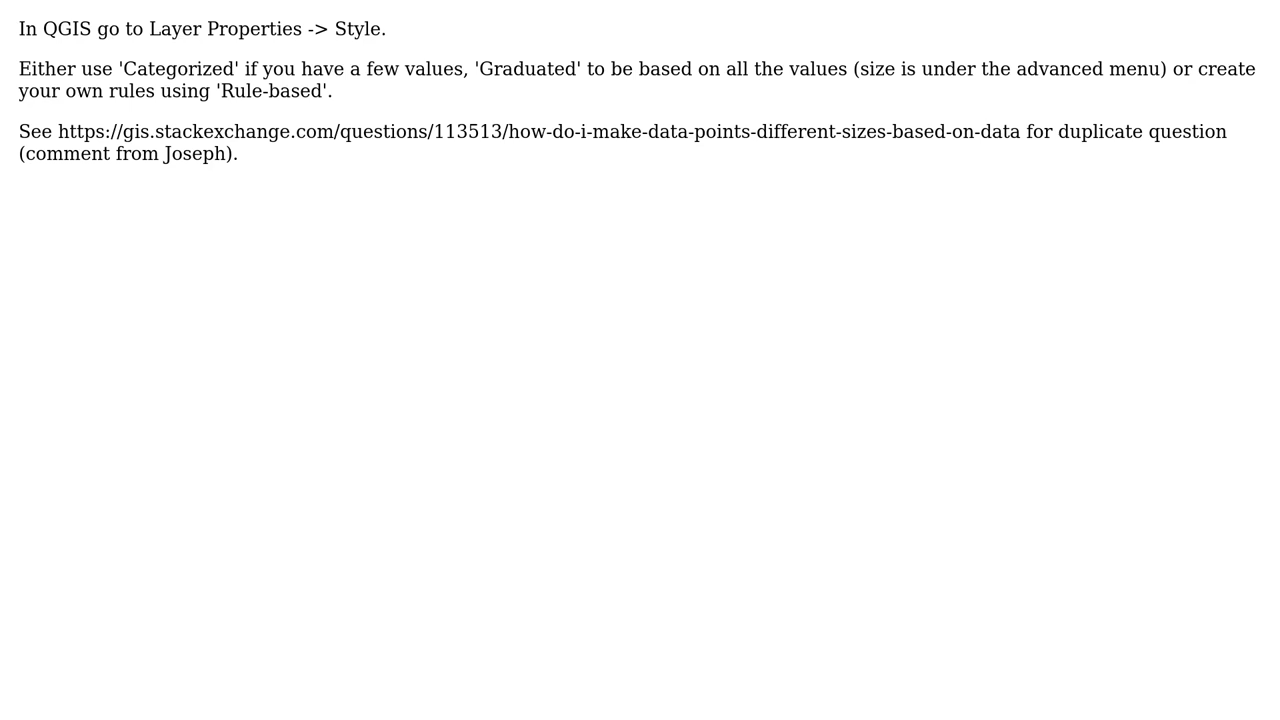 In QGIS go to Layer Properties -> Style.
Either use 'Categorized' if you have a few values, 'Graduated' to be based on all the values (size is under the advanced menu) or create
your own rules using 'Rule-based'.
See https://gis.stackexchange.com/questions/113513/how-do-i-make-data-points-different-sizes-based-on-data for duplicate question
(comment from Joseph).